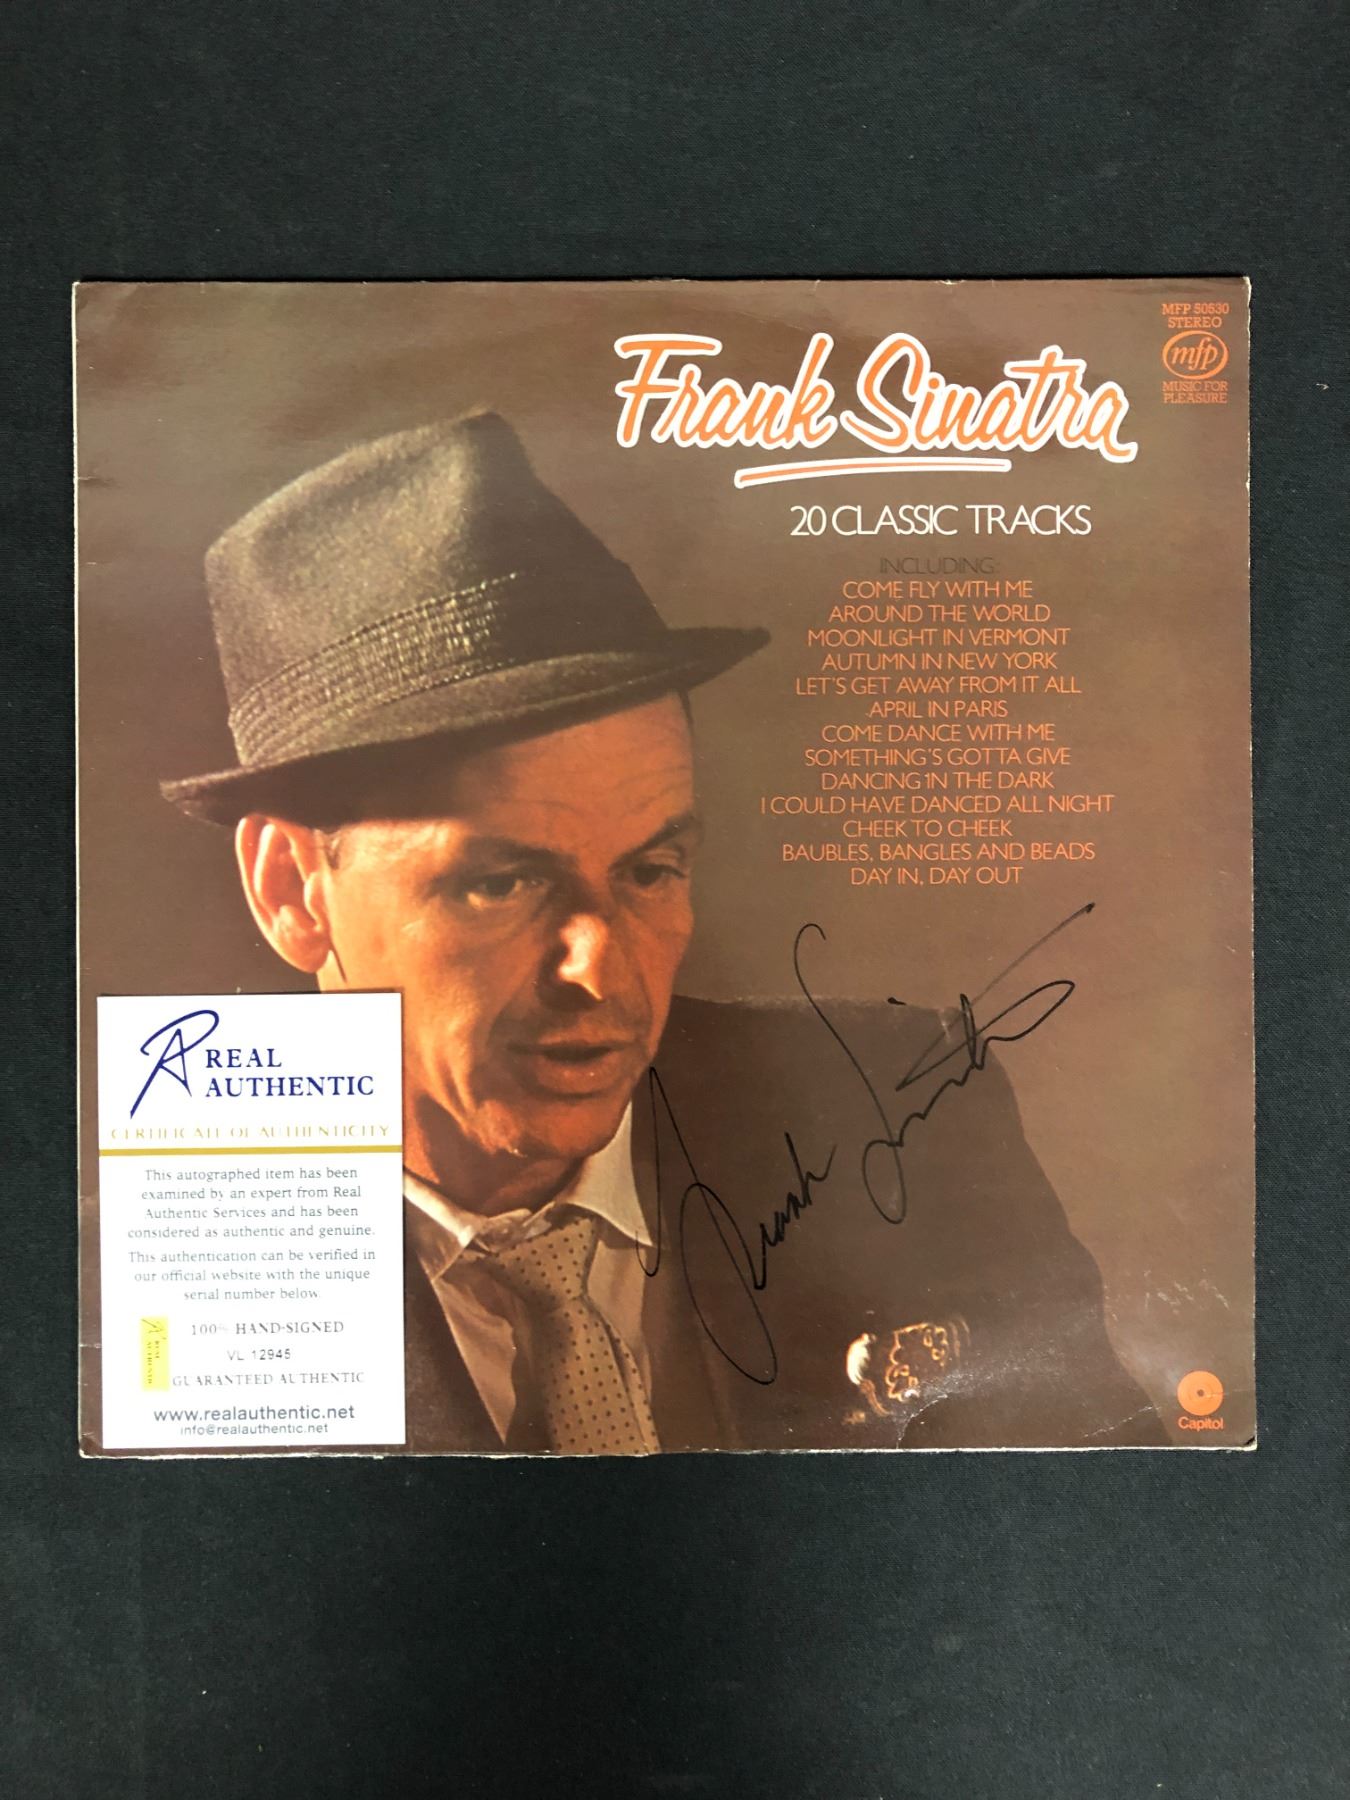 MFP 50530
STEREO
mfp
MUSIC FOR
PLEASURE
Frank Sinatra
20 CLASSIC TRACKS
INCLUDING:
COME FLY WITH ME
AROUND THE WORLD
MOONLIGHT IN VERMONT
AUTUMN IN NEW YORK
LET'S GET AWAY FROM IT ALL
APRIL IN PARIS
COME DANCE WITH ME
SOMETHING'S GOTTA GIVE
DANCING IN THE DARK
I COULD HAVE DANCED ALL NIGHT
CHEEK TO CHEEK
BAUBLES, BANGLES AND BEADS
DAY IN, DAY OUT
Frank Sinatra
REAL
AUTHENTIC
CERTIFICATE OF AUTHENTICITY
This autographed item has been
examined by an expert from Real
Authentic Services and has been
considered as authentic and genuine.
This authentication can be verified in
our official website with the unique
serial number below.
100% HAND-SIGNED
VL 12945
GUARANTEED AUTHENTIC
www.realauthentic.net
info@realauthentic.net
REAL
AUTHENTIC
Capitol